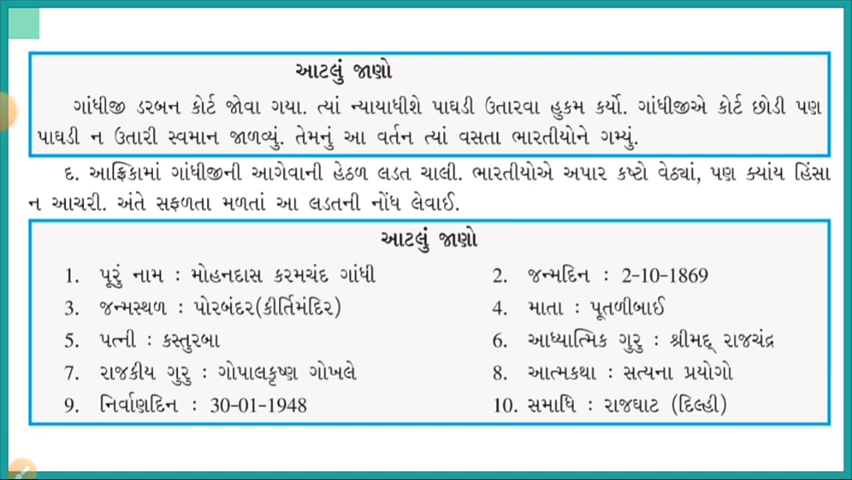 આટલું જાણો
ગાંધીજી ડરબન કોર્ટ જોવા ગયા. ત્યાં ન્યાયાધીશે પાઘડી ઉતારવા હુકમ કર્યો. ગાંધીજીએ કોર્ટ છોડી પણ
પાઘડી ન ઉતારી સ્વમાન જાળવ્યું. તેમનું આ વર્તન ત્યાં વસતા ભારતીયોને ગમ્યું.
દ. આફ્રિકામાં ગાંધીજીની આગેવાની હેઠળ લડત ચાલી. ભારતીયોએ અપાર કષ્ટો વેઠ્યાં, પણ ક્યાંય હિંસા
ન આચરી. અંતે સફળતા મળતાં આ લડતની નોંધ લેવાઈ.
આટલું જાણો
1. પૂરું નામ : મોહનદાસ કરમચંદ ગાંધી
2. જન્મદિન : 2-10-1869
3. જન્મસ્થળ : પોરબંદર(કીર્તિમંદિર)
4. માતા : પૂતળીબાઈ
5. પત્ની : કસ્તુરબા
6. આધ્યાત્મિક ગુરુ : શ્રીમદ્ રાજચંદ્ર
7. રાજકીય ગુરુ : ગોપાલકૃષ્ણ ગોખલે
8. આત્મકથા : સત્યના પ્રયોગો
9. નિર્વાણદિન : 30-01-1948
10. સમાધિ : રાજઘાટ (દિલ્હી)